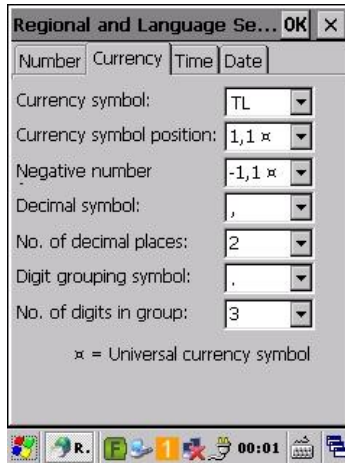 Regional and Language Se... OK ×
Number Currency Time Date
Currency symbol: TL
Currency symbol position: 1,1 ¤
Negative number -1,1 ¤
Decimal symbol: ,
No. of decimal places: 2
Digit grouping symbol: .
No. of digits in group: 3
¤ = Universal currency symbol
R. F 1 00:01